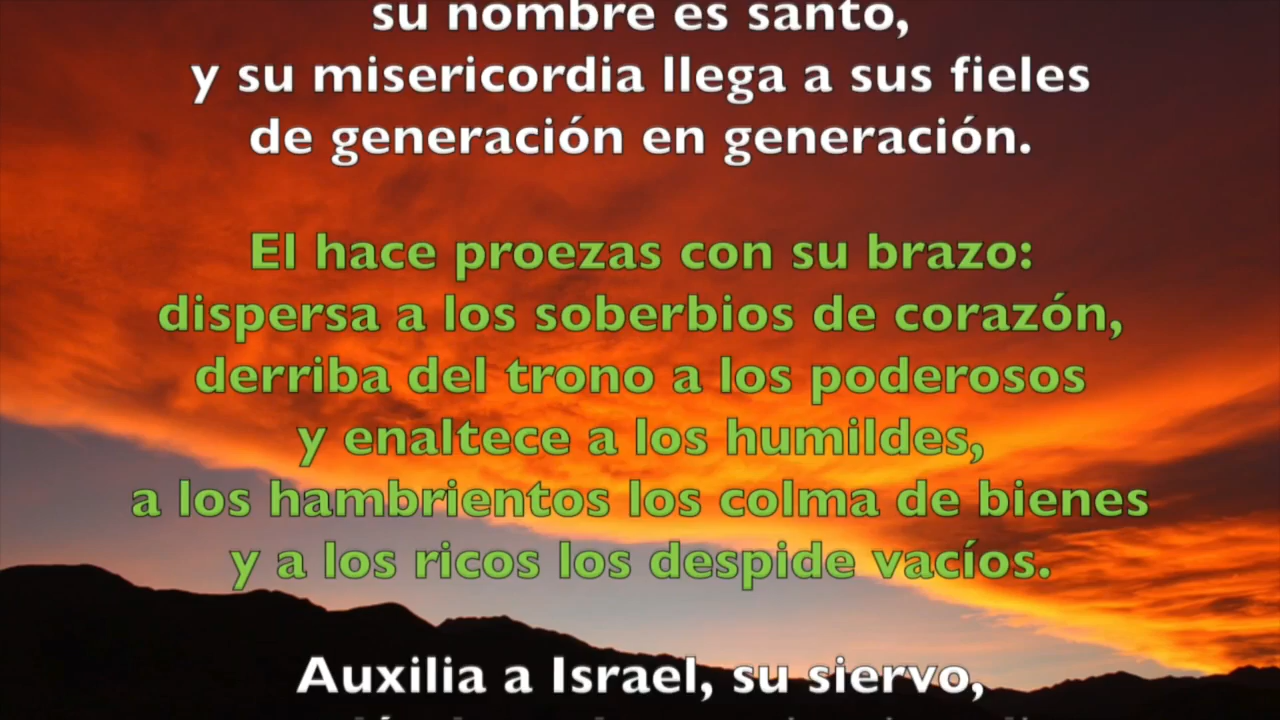 su nombre es santo,
y su misericordia llega a sus fieles
de generación en generación.
El hace proezas con su brazo:
dispersa a los soberbios de corazón,
derriba del trono a los poderosos
y enaltece a los humildes,
a los hambrientos los colma de bienes
y a los ricos los despide vacíos.
Auxilia a Israel, su siervo,